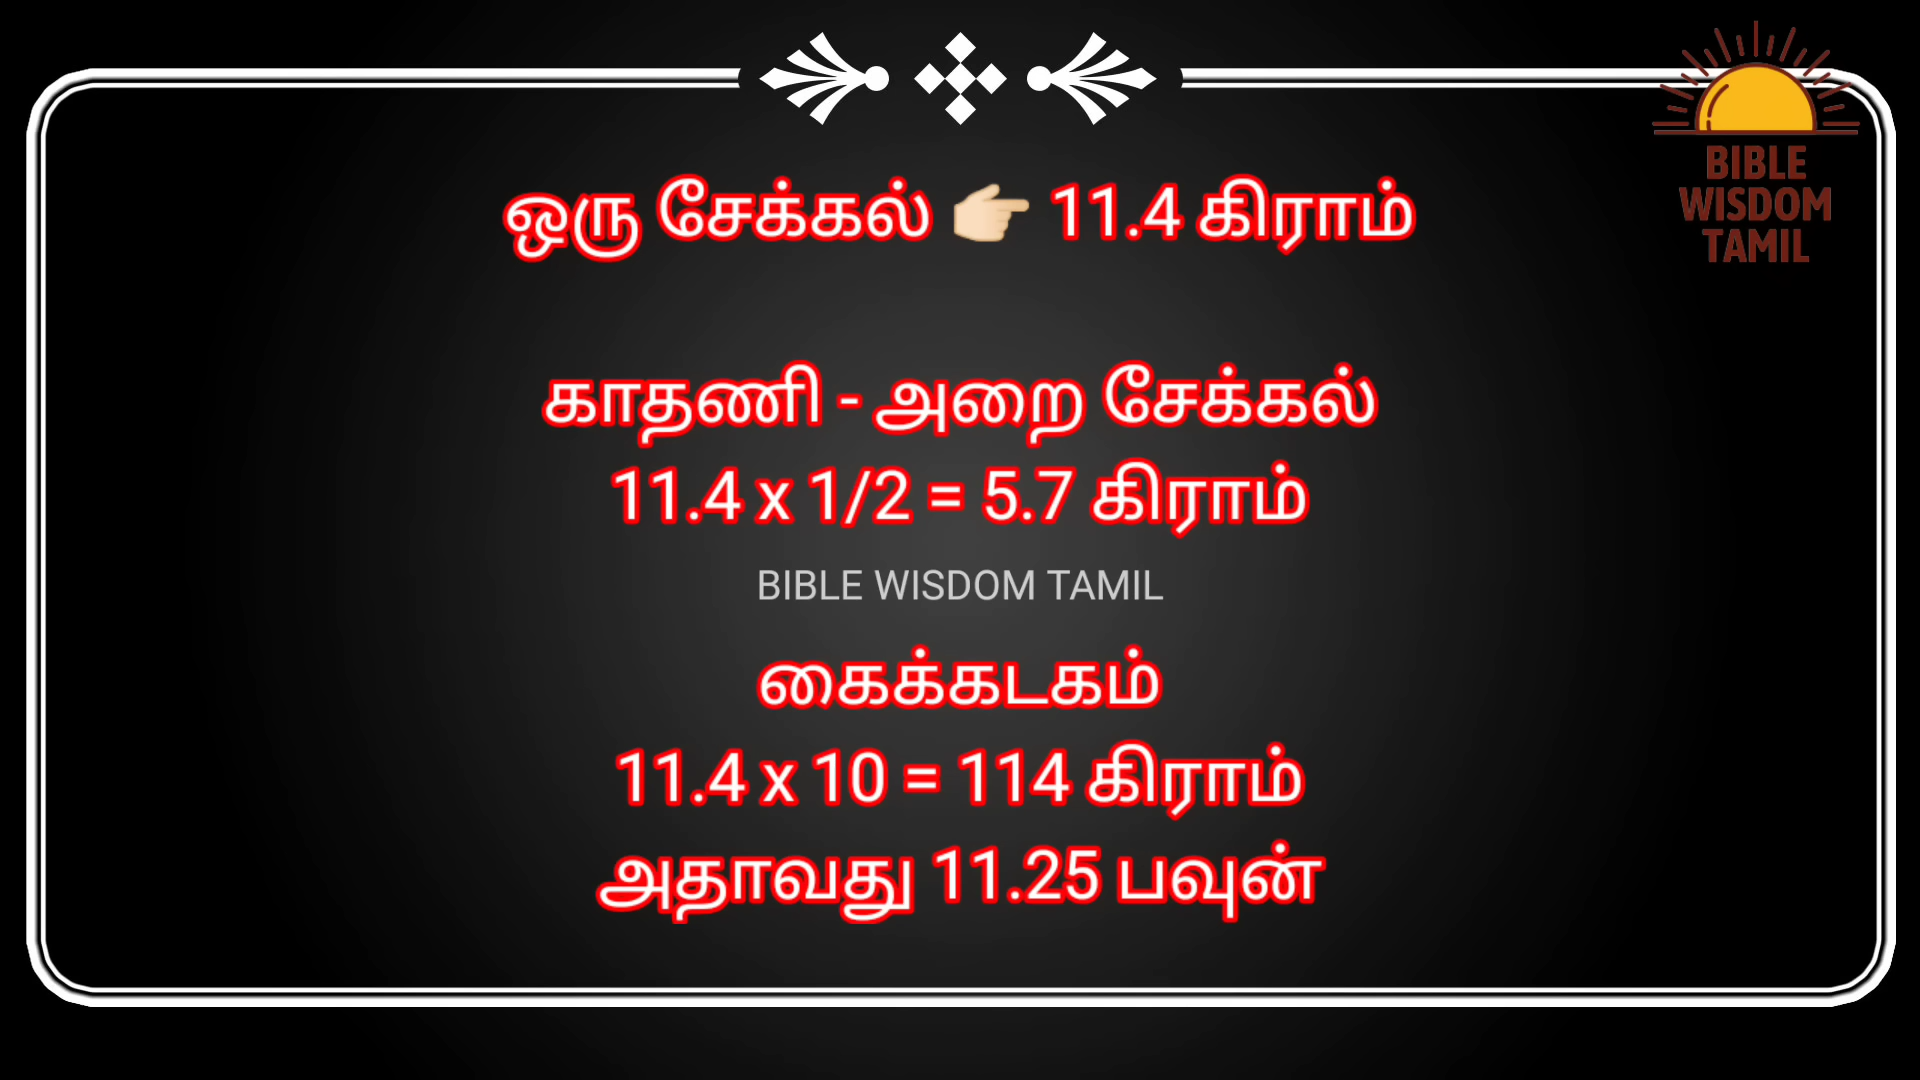 BIBLE
WISDOM
TAMIL
ஒரு சேக்கல் 👉🏻 11.4 கிராம்
காதணி - அறை சேக்கல்
11.4 x 1/2 = 5.7 கிராம்
BIBLE WISDOM TAMIL
கைக்கடகம்
11.4 x 10 = 114 கிராம்
அதாவது 11.25 பவுன்